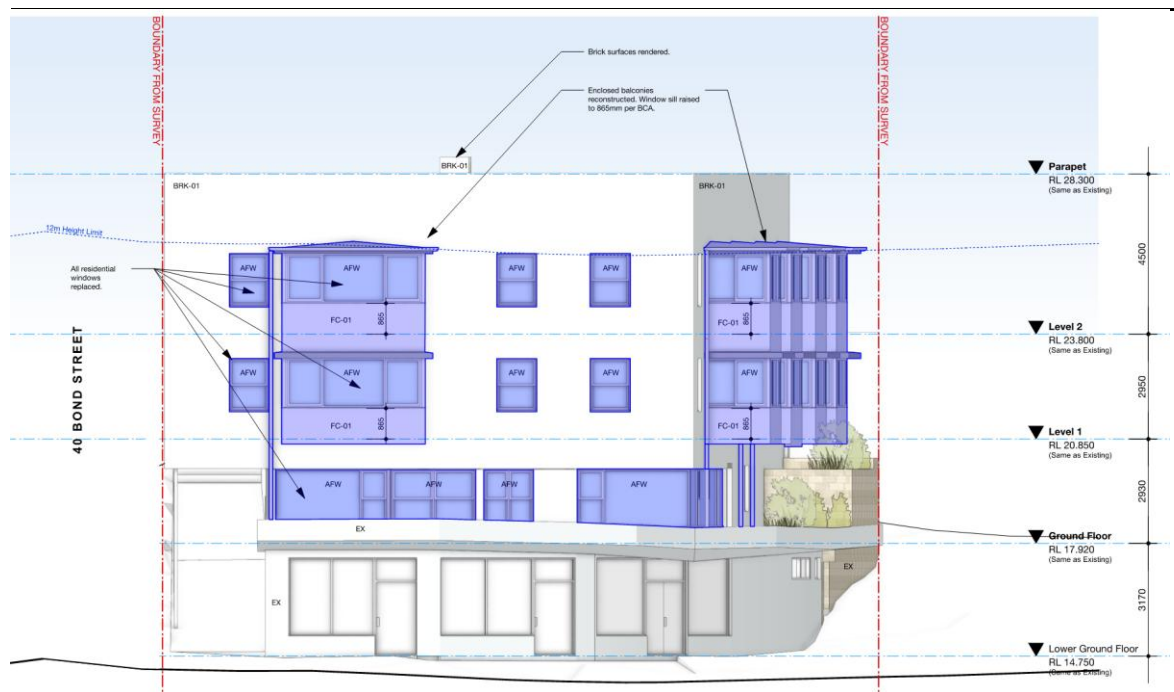 BOUNDARY FROM SURVEY
BOUNDARY FROM SURVEY
Brick surfaces rendered.
Enclosed balconies
reconstructed. Window sill raised
to 865mm per BCA.
BRK-01
BRK-01
BRK-01
Parapet
RL 28.300
(Same as Existing)
12m Height Limit
4500
All residential
windows
replaced.
AFW
AFW
AFW
AFW
AFW
FC-01
865
FC-01
865
Level 2
RL 23.800
(Same as Existing)
40 BOND STREET
AFW
AFW
AFW
AFW
AFW
2950
FC-01
865
FC-01
865
Level 1
RL 20.850
(Same as Existing)
AFW
AFW
AFW
AFW
2930
EX
Ground Floor
RL 17.920
(Same as Existing)
EX
EX
3170
Lower Ground Floor
RL 14.750
(Same as Existing)